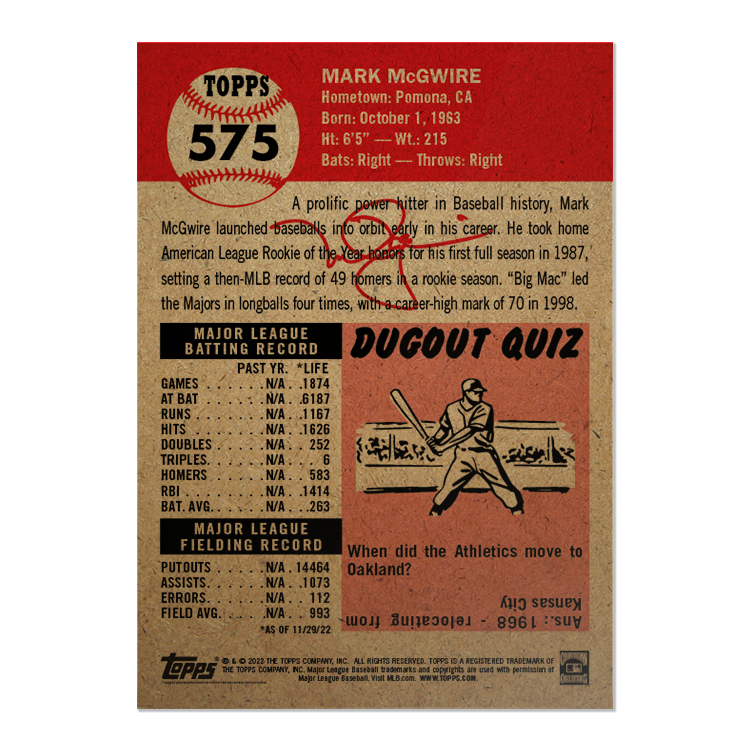 TOPPS
575
MARK McGWIRE
Hometown: Pomona, CA
Born: October 1, 1963
Ht: 6'5" — Wt.: 215
Bats: Right — Throws: Right
A prolific power hitter in Baseball history, Mark
McGwire launched baseballs into orbit early in his career. He took home
American League Rookie of the Year honors for his first full season in 1987,
setting a then-MLB record of 49 homers in a rookie season. "Big Mac" led
the Majors in longballs four times, with a career-high mark of 70 in 1998.
MAJOR LEAGUE
BATTING RECORD
PAST YR. *LIFE
GAMES . . . . . . N/A . 1874
AT BAT . . . . . . N/A . 6187
RUNS . . . . . . . N/A . 1167
HITS . . . . . . . N/A . 1626
DOUBLES . . . . . N/A . . 252
TRIPLES. . . . . . N/A . . . 6
HOMERS . . . . . N/A . . 583
RBI . . . . . . . . N/A . 1414
BAT. AVG. . . . . N/A . . .263
MAJOR LEAGUE
FIELDING RECORD
PUTOUTS . . . . N/A . 14464
ASSISTS. . . . . . N/A . 1073
ERRORS. . . . . . N/A . . 112
FIELD AVG. . . . . N/A . . 993
*AS OF 11/29/22
DUGOUT QUIZ
When did the Athletics move to
Oakland?
Ans.: 1968 - relocating from
Kansas City
Topps
® & © 2022 THE TOPPS COMPANY, INC. ALL RIGHTS RESERVED. TOPPS IS A REGISTERED TRADEMARK OF
THE TOPPS COMPANY, INC. Major League Baseball trademarks and copyrights are used with permission of
Major League Baseball. Visit MLB.com. WWW.TOPPS.COM